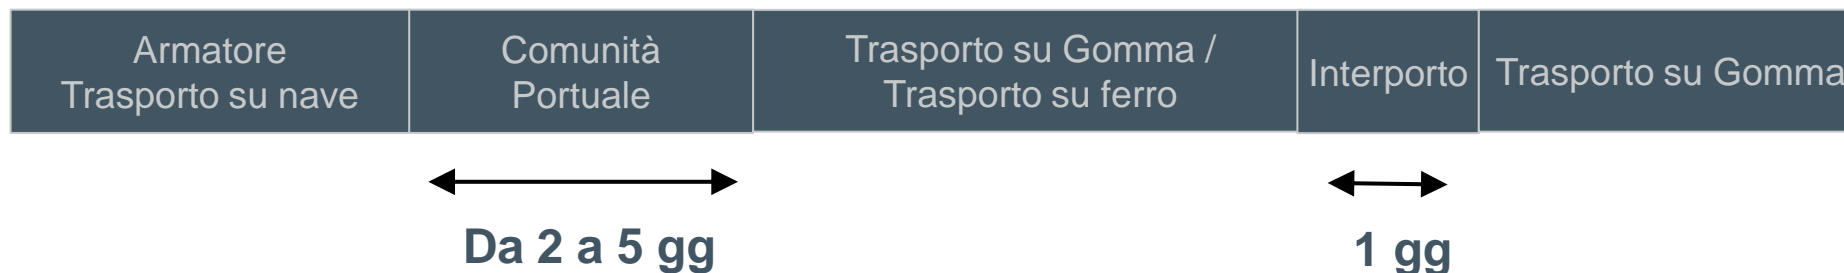 Armatore
Trasporto su nave
Comunità
Portuale
Trasporto su Gomma /
Trasporto su ferro
Interporto
Trasporto su Gomma
Da 2 a 5 gg
1 gg